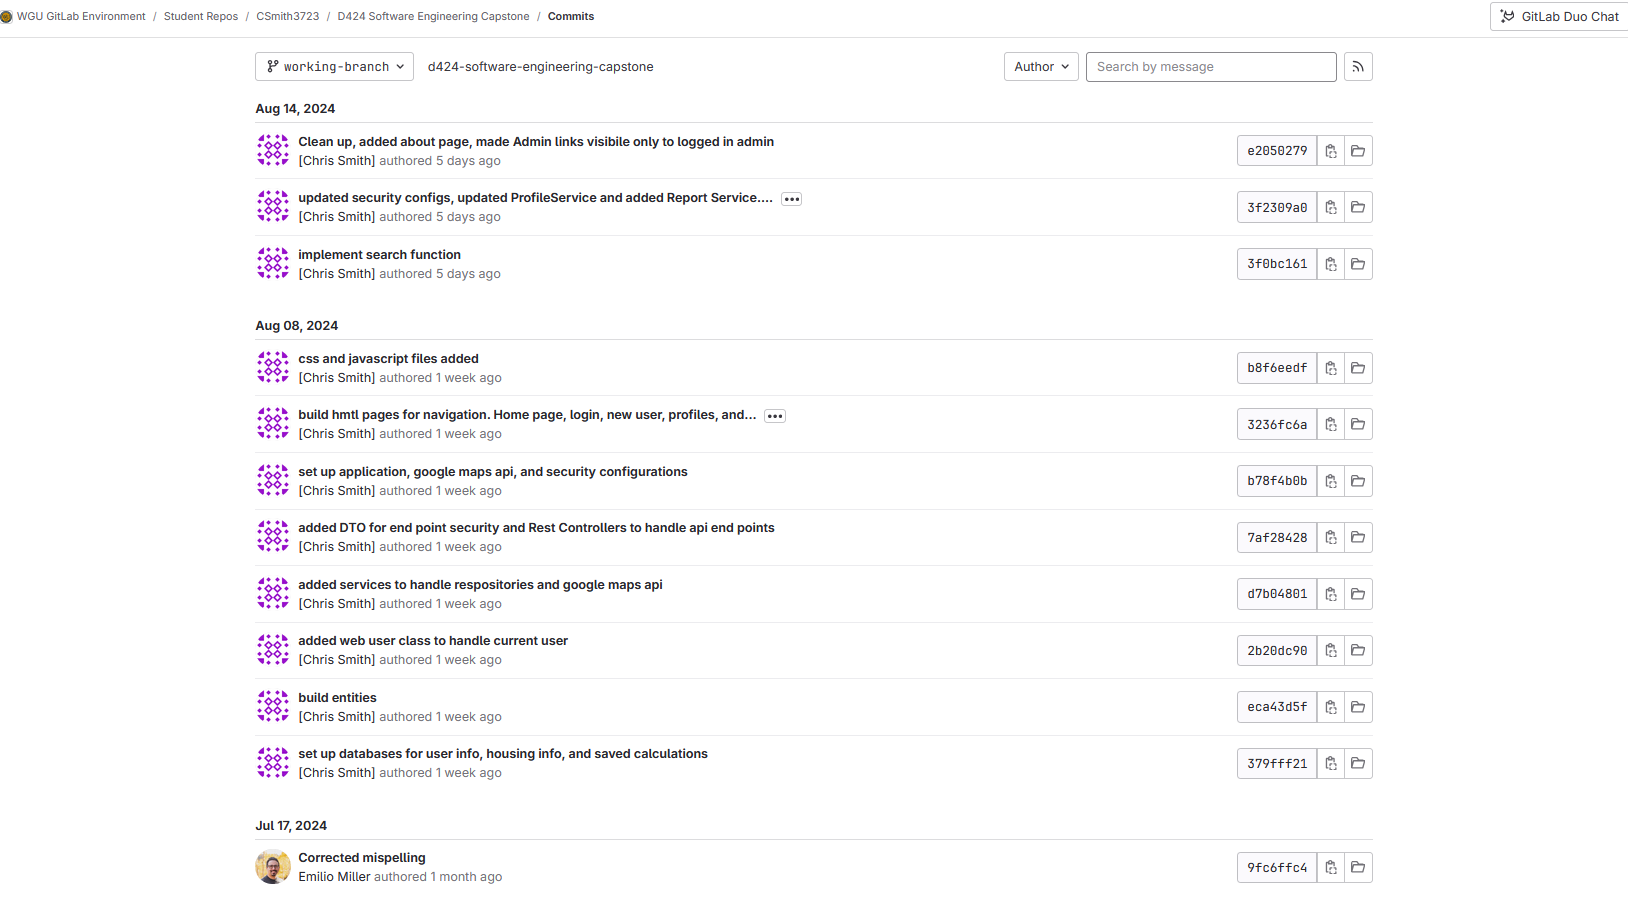 WGU GitLab Environment / Student Repos / CSmith3723 / D424 Software Engineering Capstone / Commits
GitLab Duo Chat
working-branch d424-software-engineering-capstone Author Search by message
Aug 14, 2024
Clean up, added about page, made Admin links visibile only to logged in admin
[Chris Smith] authored 5 days ago
e2050279
updated security configs, updated ProfileService and added Report Service.... •••
[Chris Smith] authored 5 days ago
3f2309a0
implement search function
[Chris Smith] authored 5 days ago
3f0bc161
Aug 08, 2024
css and javascript files added
[Chris Smith] authored 1 week ago
b8f6eedf
build hmtl pages for navigation. Home page, login, new user, profiles, and... •••
[Chris Smith] authored 1 week ago
3236fc6a
set up application, google maps api, and security configurations
[Chris Smith] authored 1 week ago
b78f4b0b
added DTO for end point security and Rest Controllers to handle api end points
[Chris Smith] authored 1 week ago
7af28428
added services to handle respositories and google maps api
[Chris Smith] authored 1 week ago
d7b04801
added web user class to handle current user
[Chris Smith] authored 1 week ago
2b20dc90
build entities
[Chris Smith] authored 1 week ago
eca43d5f
set up databases for user info, housing info, and saved calculations
[Chris Smith] authored 1 week ago
379fff21
Jul 17, 2024
Corrected mispelling
Emilio Miller authored 1 month ago
9fc6ffc4